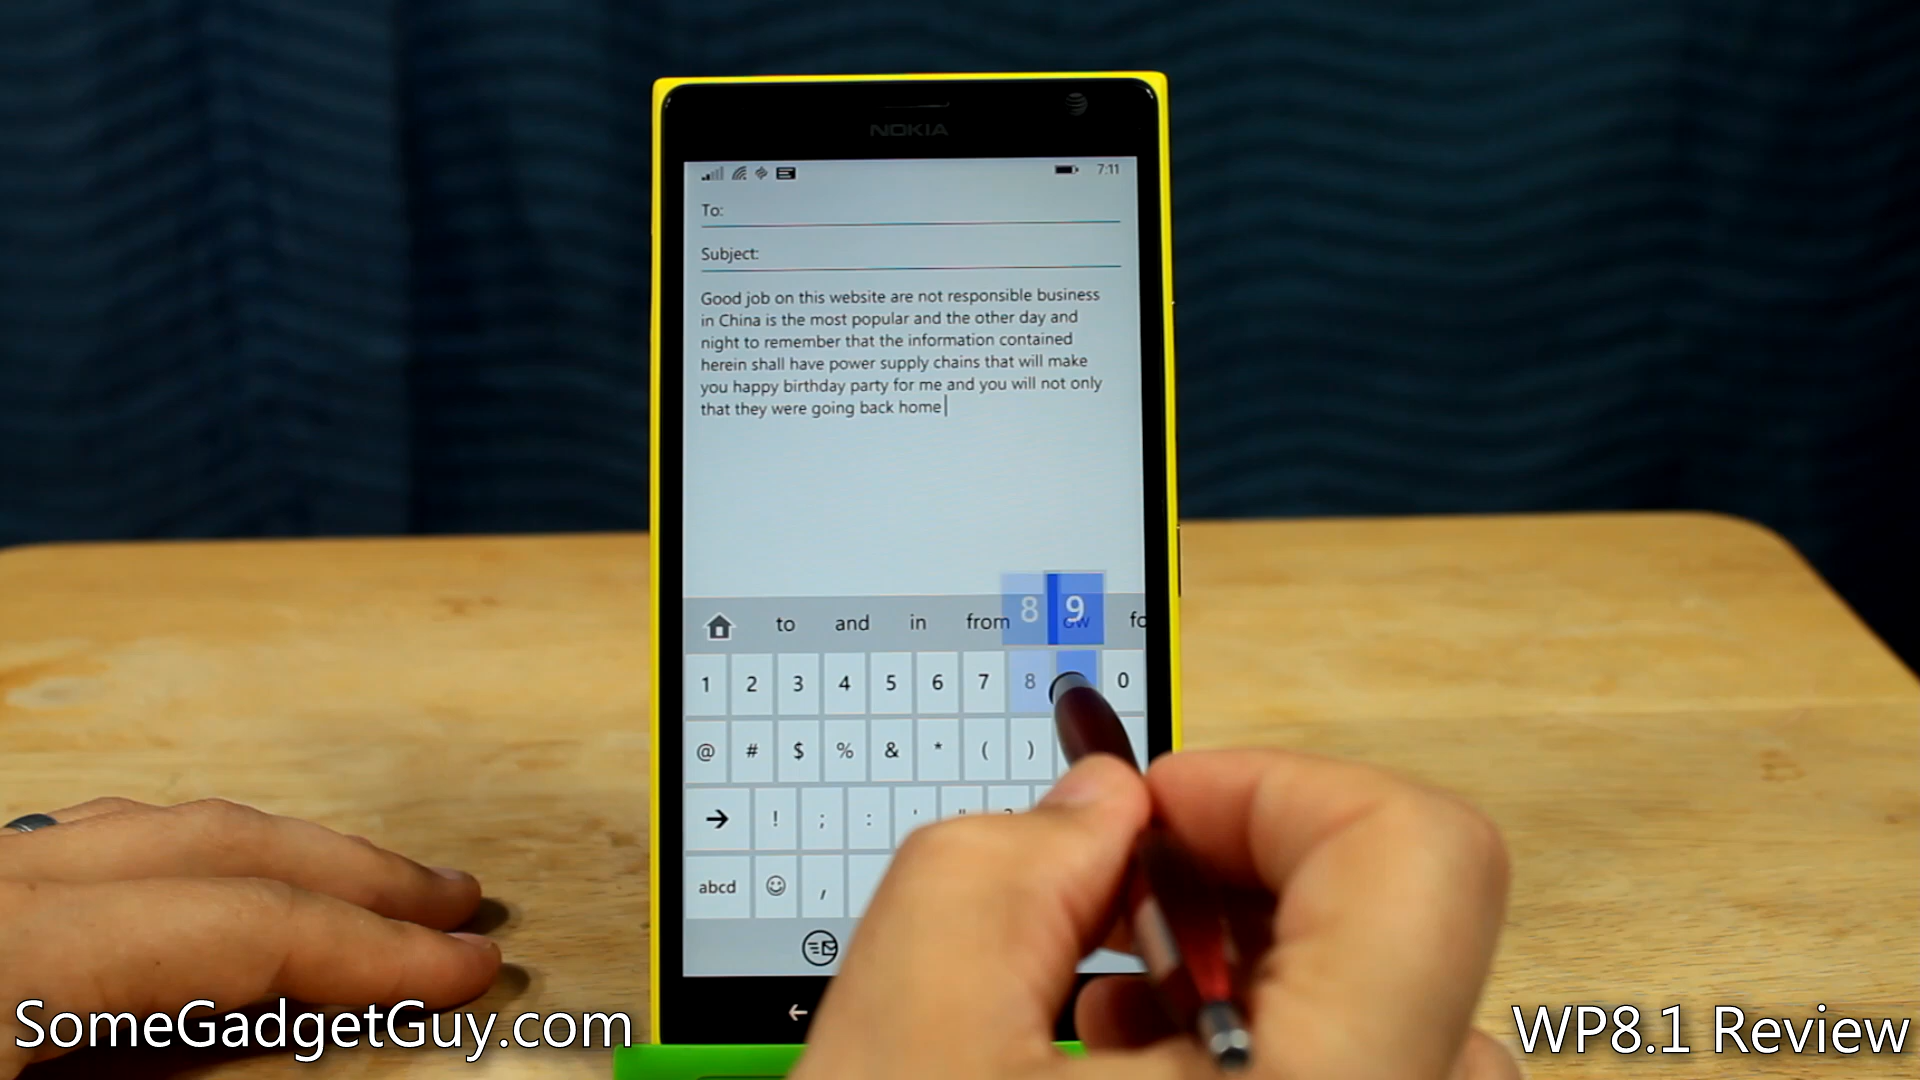 NOKIA
7:11
To:
Subject:
Good job on this website are not responsible business
in China is the most popular and the other day and
night to remember that the information contained
herein shall have power supply chains that will make
you happy birthday party for me and you will not only
that they were going back home
8 9
to and in from
1 2 3 4 5 6 7 8 0
@ # $ % & * ( )
! ; : ' "
abcd ,
SomeGadgetGuy.com
WP8.1 Review